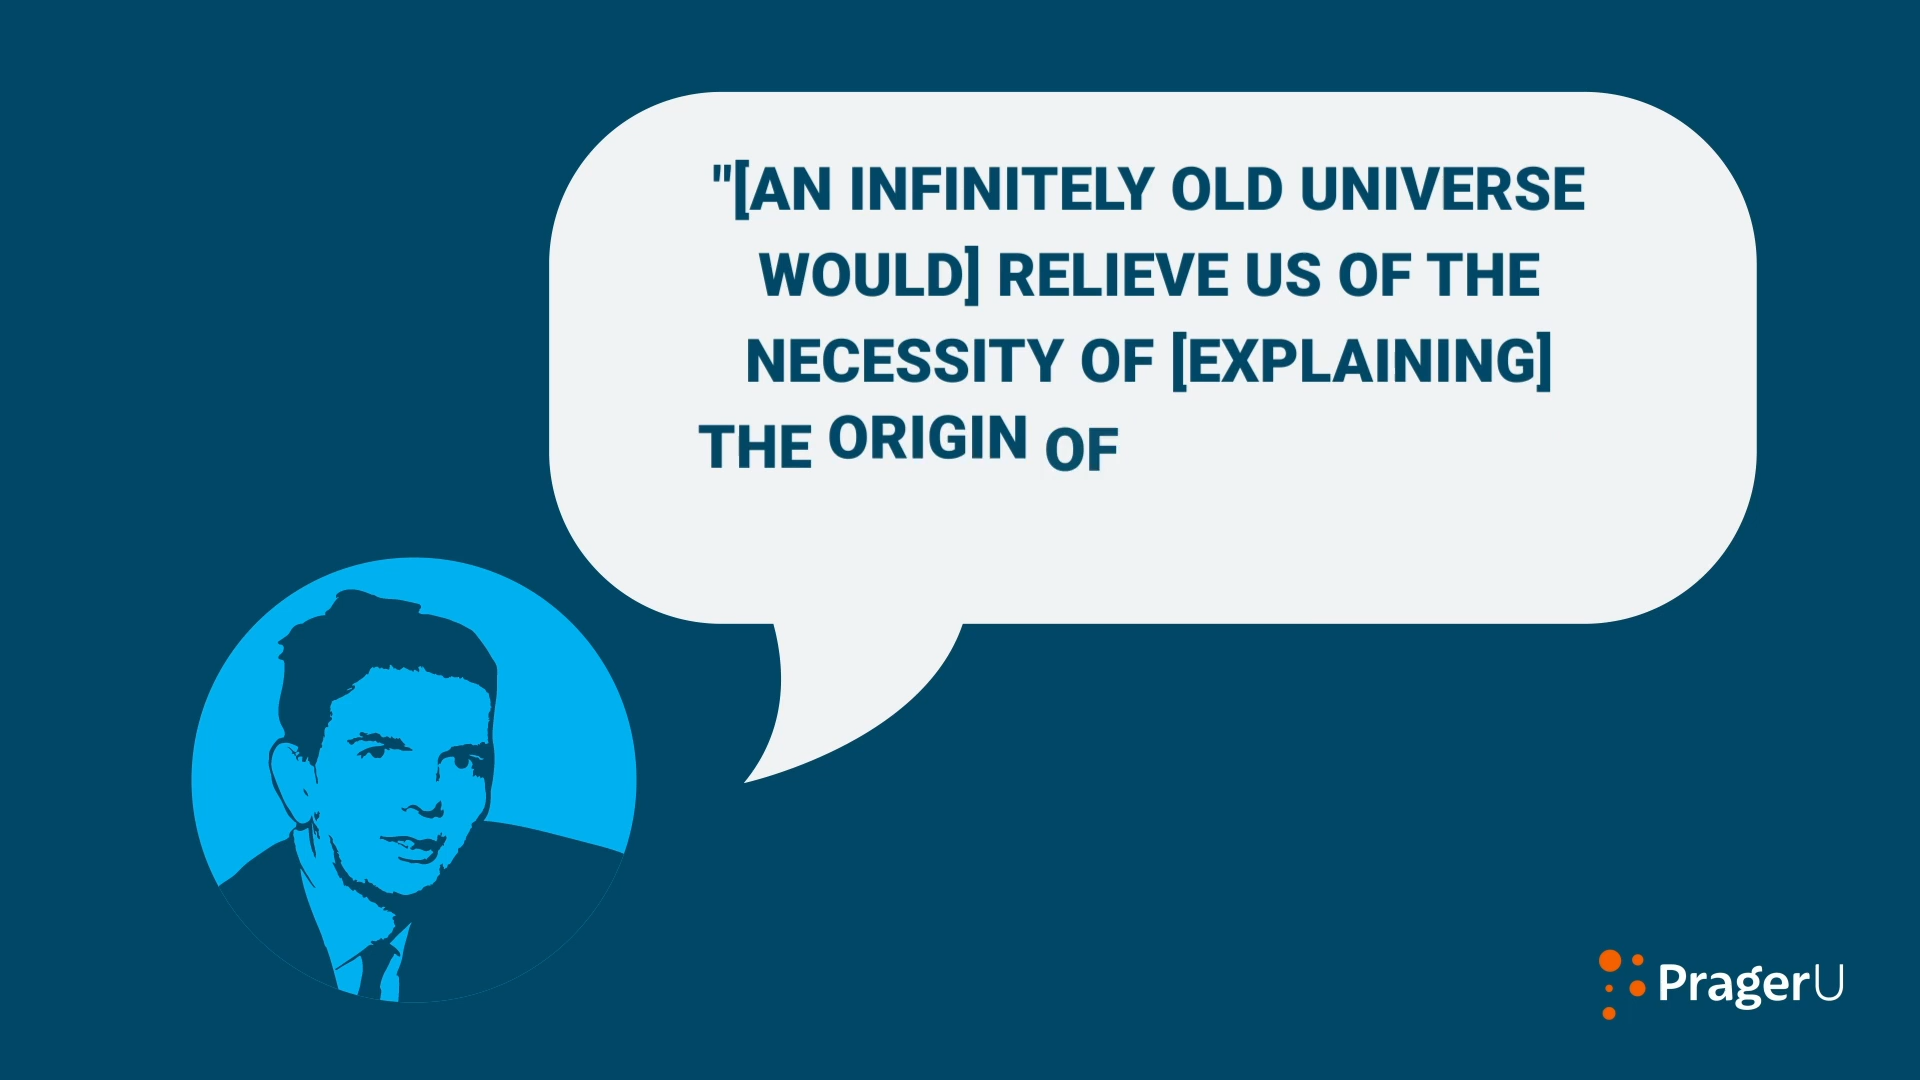 "[AN INFINITELY OLD UNIVERSE
WOULD] RELIEVE US OF THE
NECESSITY OF [EXPLAINING]
THE ORIGIN OF
PragerU